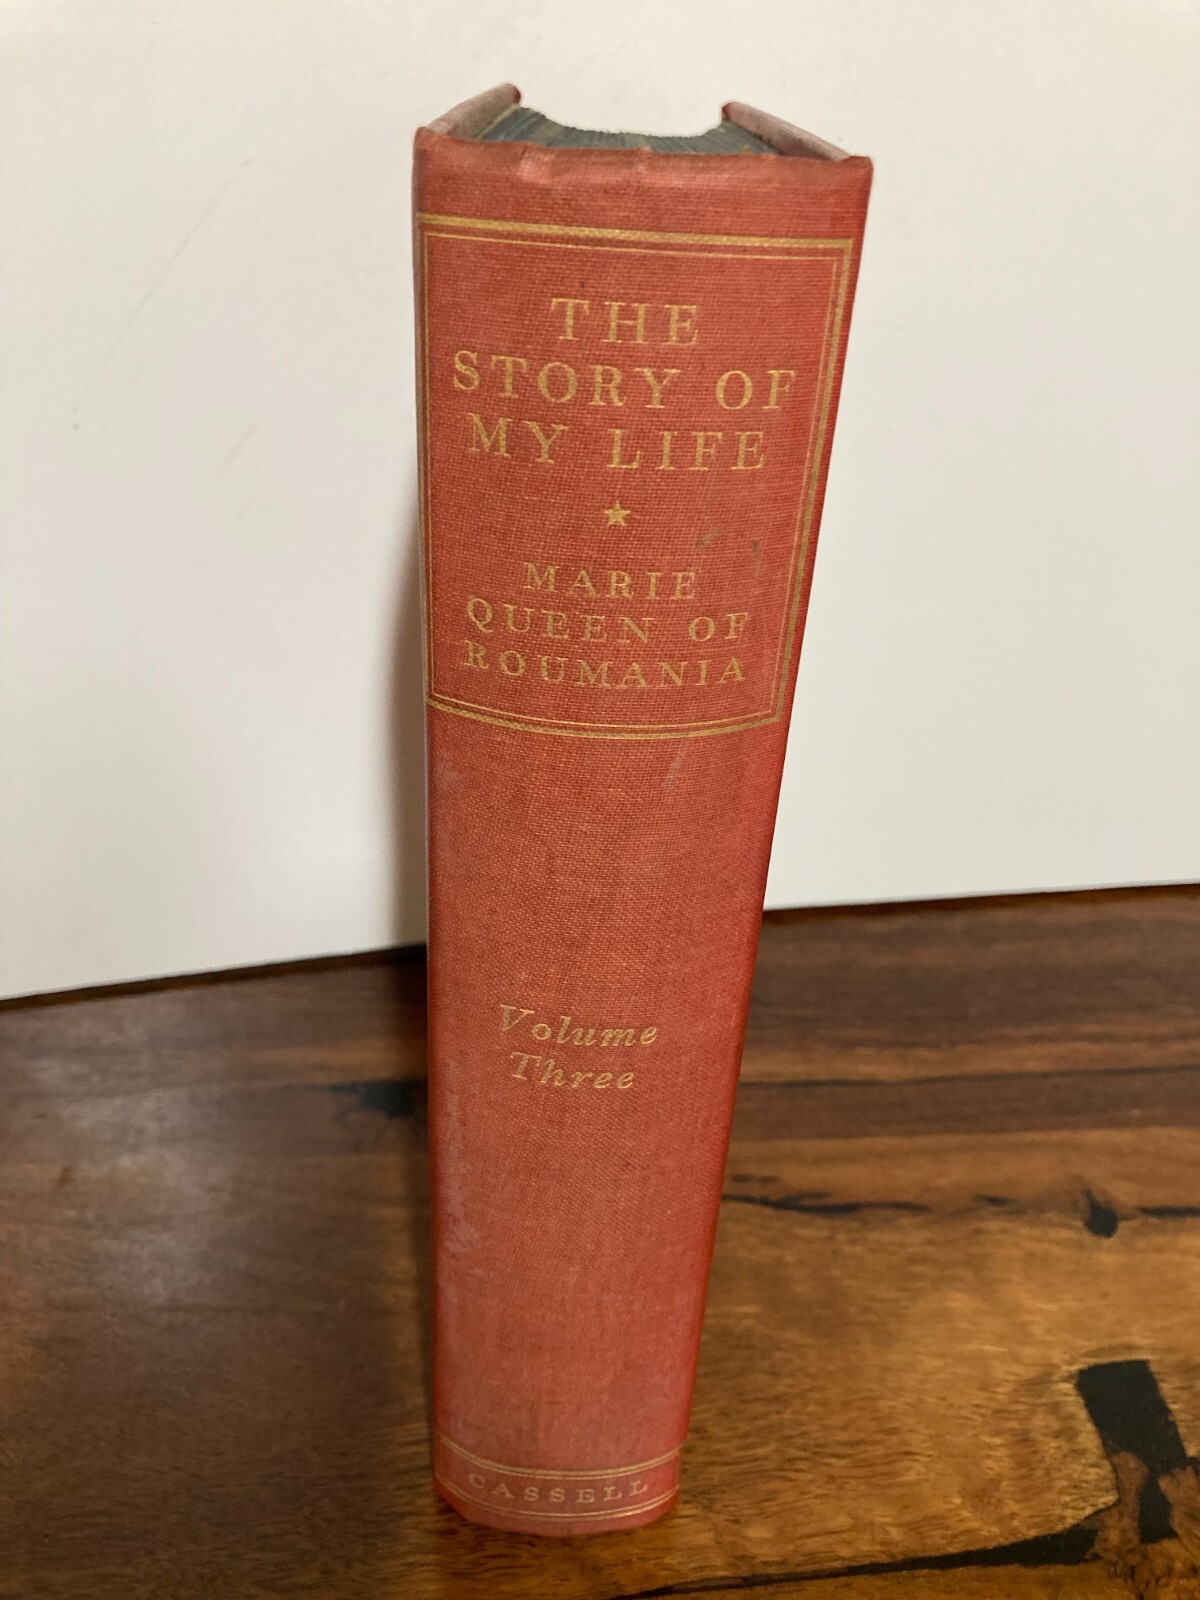 THE
STORY OF
MY LIFE
MARIE
QUEEN OF
ROUMANIA
Volume
Three
CASSELL